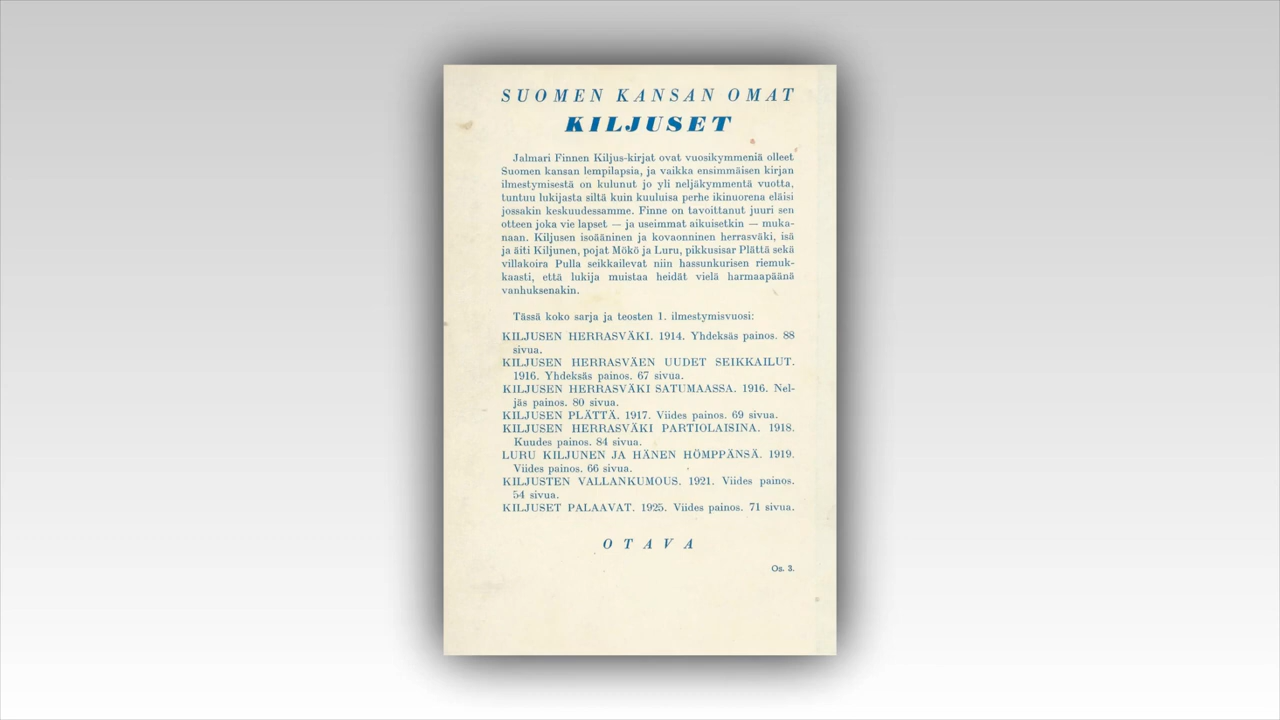 SUOMEN KANSAN OMAT
KILJUSET
Jalmari Finnen Kiljus-kirjat ovat vuosikymmeniä olleet
Suomen kansan lempilapsia, ja vaikka ensimmäisen kirjan
ilmestymisestä on kulunut jo yli neljäkymmentä vuotta,
tuntuu lukijasta siltä kuin kuuluisa perhe ikinuorena eläisi
jossakin keskuudessamme. Finne on tavoittanut juuri sen
otteen joka vie lapset — ja useimmat aikuisetkin — muka-
naan. Kiljusen isoääninen ja kovaonninen herrasväki, isä
ja äiti Kiljunen, pojat Mökö ja Luru, pikkusisar Plättä sekä
villakoira Pulla seikkailevat niin hassunkurisen riemuk-
kaasti, että lukija muistaa heidät vielä harmaapäänä
vanhuksenakin.
Tässä koko sarja ja teosten 1. ilmestymisvuosi:
KILJUSEN HERRASVÄKI. 1914. Yhdeksäs painos. 88
sivua.
KILJUSEN HERRASVÄEN UUDET SEIKKAILUT.
1916. Yhdeksäs painos. 67 sivua.
KILJUSEN HERRASVÄKI SATUMAASSA. 1916. Nel-
jäs painos. 80 sivua.
KILJUSEN PLÄTTÄ. 1917. Viides painos. 69 sivua.
KILJUSEN HERRASVÄKI PARTIOLAISINA. 1918.
Kuudes painos. 84 sivua.
LURU KILJUNEN JA HÄNEN HÖMPPÄNSÄ. 1919.
Viides painos. 66 sivua.
KILJUSTEN VALLANKUMOUS. 1921. Viides painos.
54 sivua.
KILJUSET PALAAVAT. 1925. Viides painos. 71 sivua.
OTAVA
Os. 3.